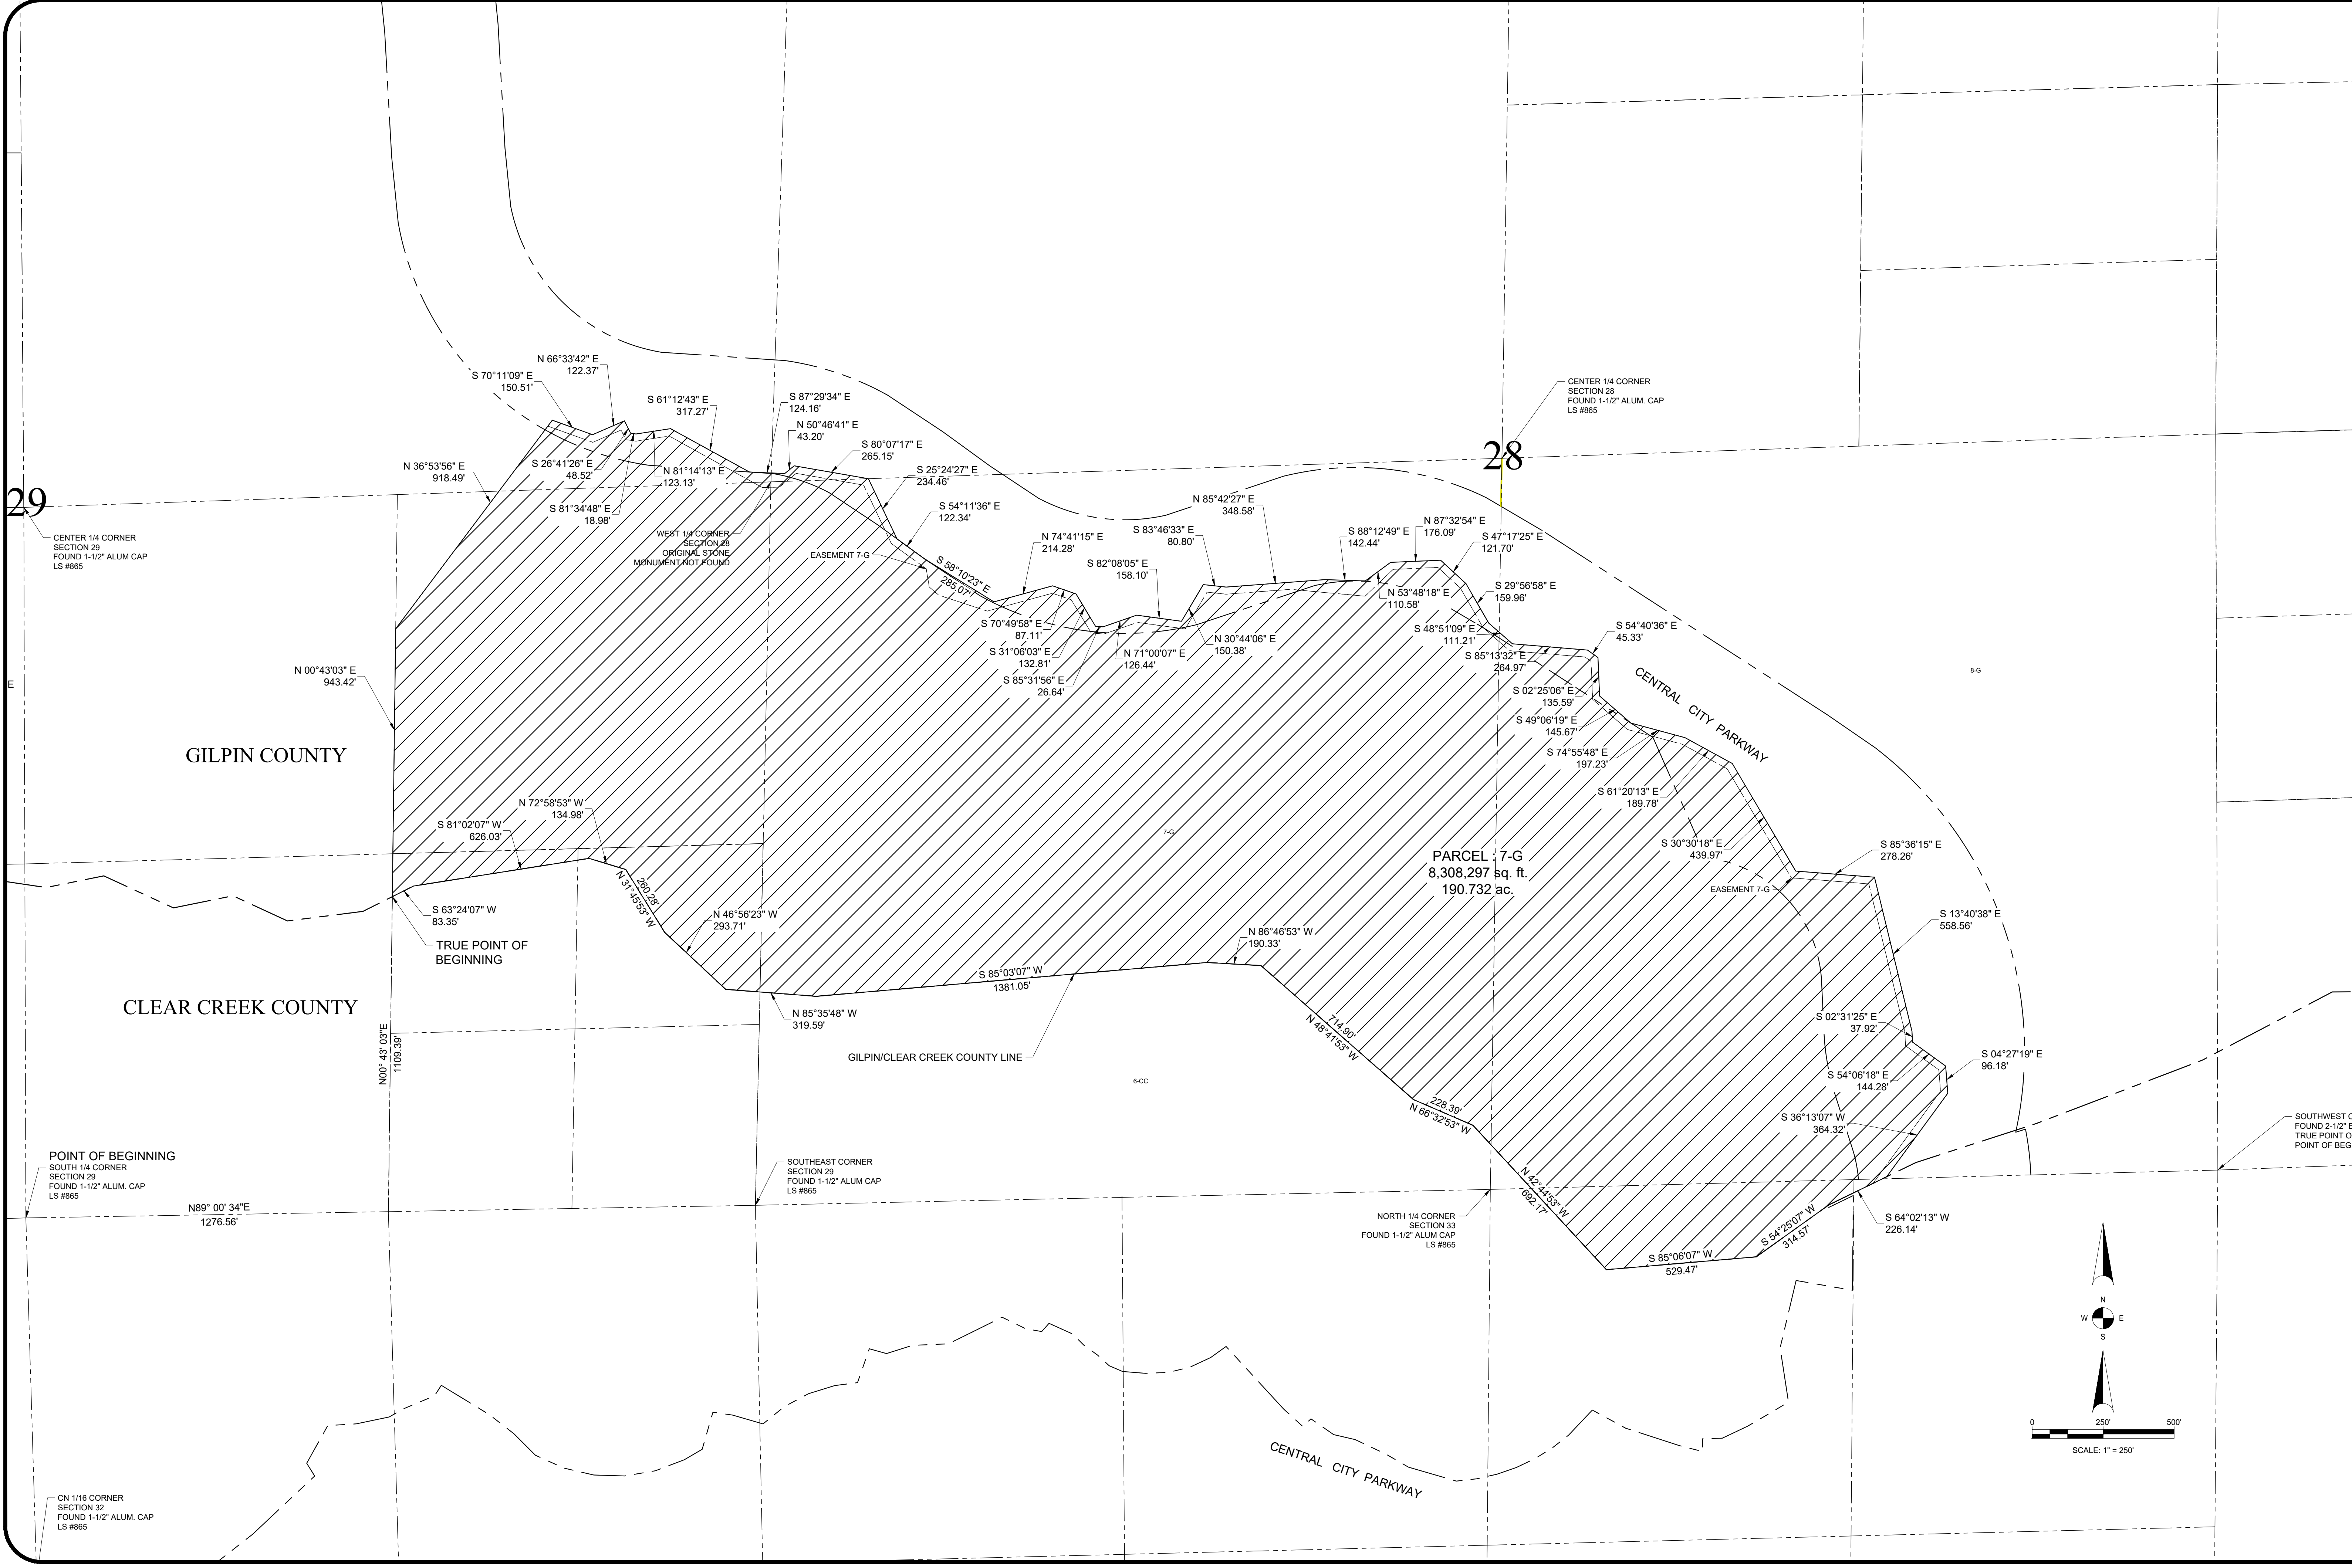 N 66°33'42" E
122.37'
S 70°11'09" E
150.51'
S 61°12'43" E
317.27'
S 87°29'34" E
124.16'
N 50°46'41" E
43.20'
S 80°07'17" E
265.15'
N 36°53'56" E
918.49'
S 26°41'26" E
48.52'
N 81°14'13" E
123.13'
S 81°34'48" E
18.98'
S 25°24'27" E
234.46'
S 54°11'36" E
122.34'
CENTER 1/4 CORNER
SECTION 28
FOUND 1-1/2" ALUM. CAP
LS #865
28
29
CENTER 1/4 CORNER
SECTION 29
FOUND 1-1/2" ALUM CAP
LS #865
WEST 1/4 CORNER
SECTION 28
ORIGINAL STONE
MONUMENT NOT FOUND
EASEMENT 7-G
S 58°10'23" E
285.07'
N 74°41'15" E
214.28'
S 82°08'05" E
158.10'
S 83°46'33" E
80.80'
N 85°42'27" E
348.58'
S 88°12'49" E
142.44'
N 87°32'54" E
176.09'
S 47°17'25" E
121.70'
N 53°48'18" E
110.58'
S 29°56'58" E
159.96'
S 70°49'58" E
87.11'
S 31°06'03" E
132.81'
S 85°31'56" E
26.64'
N 71°00'07" E
126.44'
N 30°44'06" E
150.38'
S 48°51'09" E
111.21'
S 85°13'32" E
264.97'
S 54°40'36" E
45.33'
S 02°25'06" E
135.59'
S 49°06'19" E
145.67'
S 74°55'48" E
197.23'
S 61°20'13" E
189.78'
CENTRAL CITY PARKWAY
8-G
N 00°43'03" E
943.42'
E
GILPIN COUNTY
N 72°58'53" W
134.98'
S 81°02'07" W
626.03'
7-G
PARCEL : 7-G
8,308,297 sq. ft.
190.732 ac.
S 30°30'18" E
439.97'
S 85°36'15" E
278.26'
EASEMENT 7-G
S 13°40'38" E
558.56'
S 63°24'07" W
83.35'
TRUE POINT OF
BEGINNING
260.28'
N 31°45'53" W
N 46°56'23" W
293.71'
N 86°46'53" W
190.33'
S 85°03'07" W
1381.05'
CLEAR CREEK COUNTY
N 85°35'48" W
319.59'
GILPIN/CLEAR CREEK COUNTY LINE
N00° 43' 03"E
1109.39'
714.90'
N 48°41'53" W
6-CC
228.39'
N 66°32'53" W
S 02°31'25" E
37.92'
S 04°27'19" E
96.18'
S 54°06'18" E
144.28'
S 36°13'07" W
364.32'
SOUTHWEST C
FOUND 2-1/2" E
TRUE POINT O
POINT OF BEG
POINT OF BEGINNING
SOUTH 1/4 CORNER
SECTION 29
FOUND 1-1/2" ALUM. CAP
LS #865
SOUTHEAST CORNER
SECTION 29
FOUND 1-1/2" ALUM CAP
LS #865
N89° 00' 34"E
1276.56'
NORTH 1/4 CORNER
SECTION 33
FOUND 1-1/2" ALUM CAP
LS #865
N 42°44'53" W
692.17'
S 64°02'13" W
226.14'
S 54°25'07" W
314.57'
S 85°06'07" W
529.47'
N
W E
S
0 250' 500'
SCALE: 1" = 250'
CENTRAL CITY PARKWAY
CN 1/16 CORNER
SECTION 32
FOUND 1-1/2" ALUM. CAP
LS #865